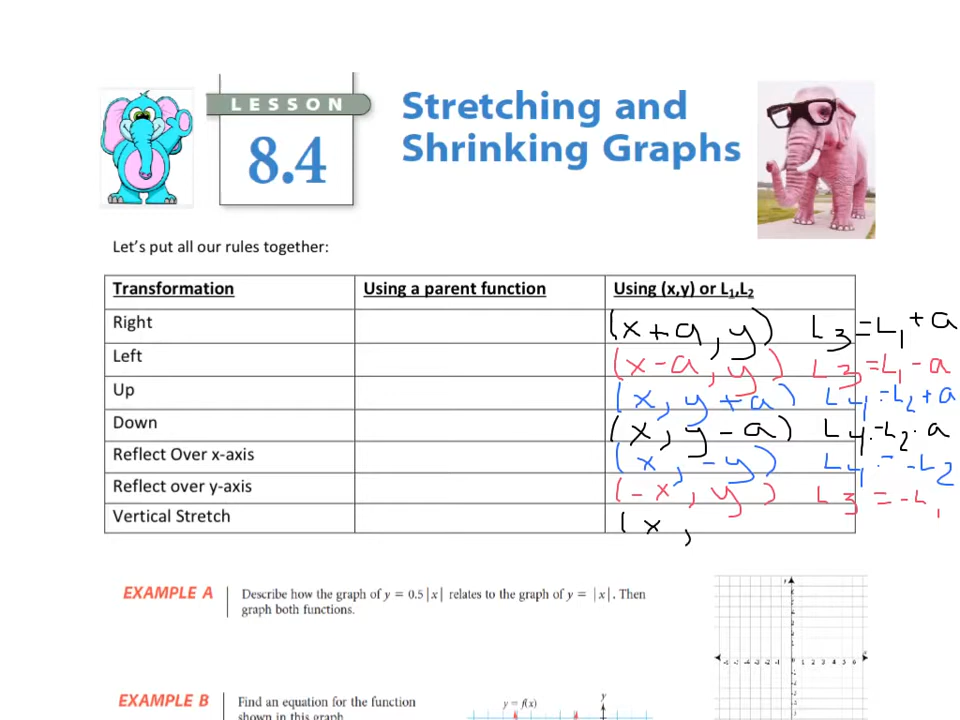 LESSON
8.4
Stretching and
Shrinking Graphs
Let's put all our rules together:
Transformation Using a parent function Using (x,y) or L₁,L₂
Right (x+a, y) L₃=L₁+a
Left (x-a, y) L₃=L₁-a
Up (x, y+a) L₄=L₂+a
Down (x, y-a) L₄=L₂-a
Reflect Over x-axis (x, -y) L₄=-L₂
Reflect over y-axis (-x, y) L₃=-L₁
Vertical Stretch (x,
EXAMPLE A Describe how the graph of y = 0.5|x| relates to the graph of y = |x|. Then
graph both functions.
EXAMPLE B Find an equation for the function
shown in this graph.
y = f(x)
y